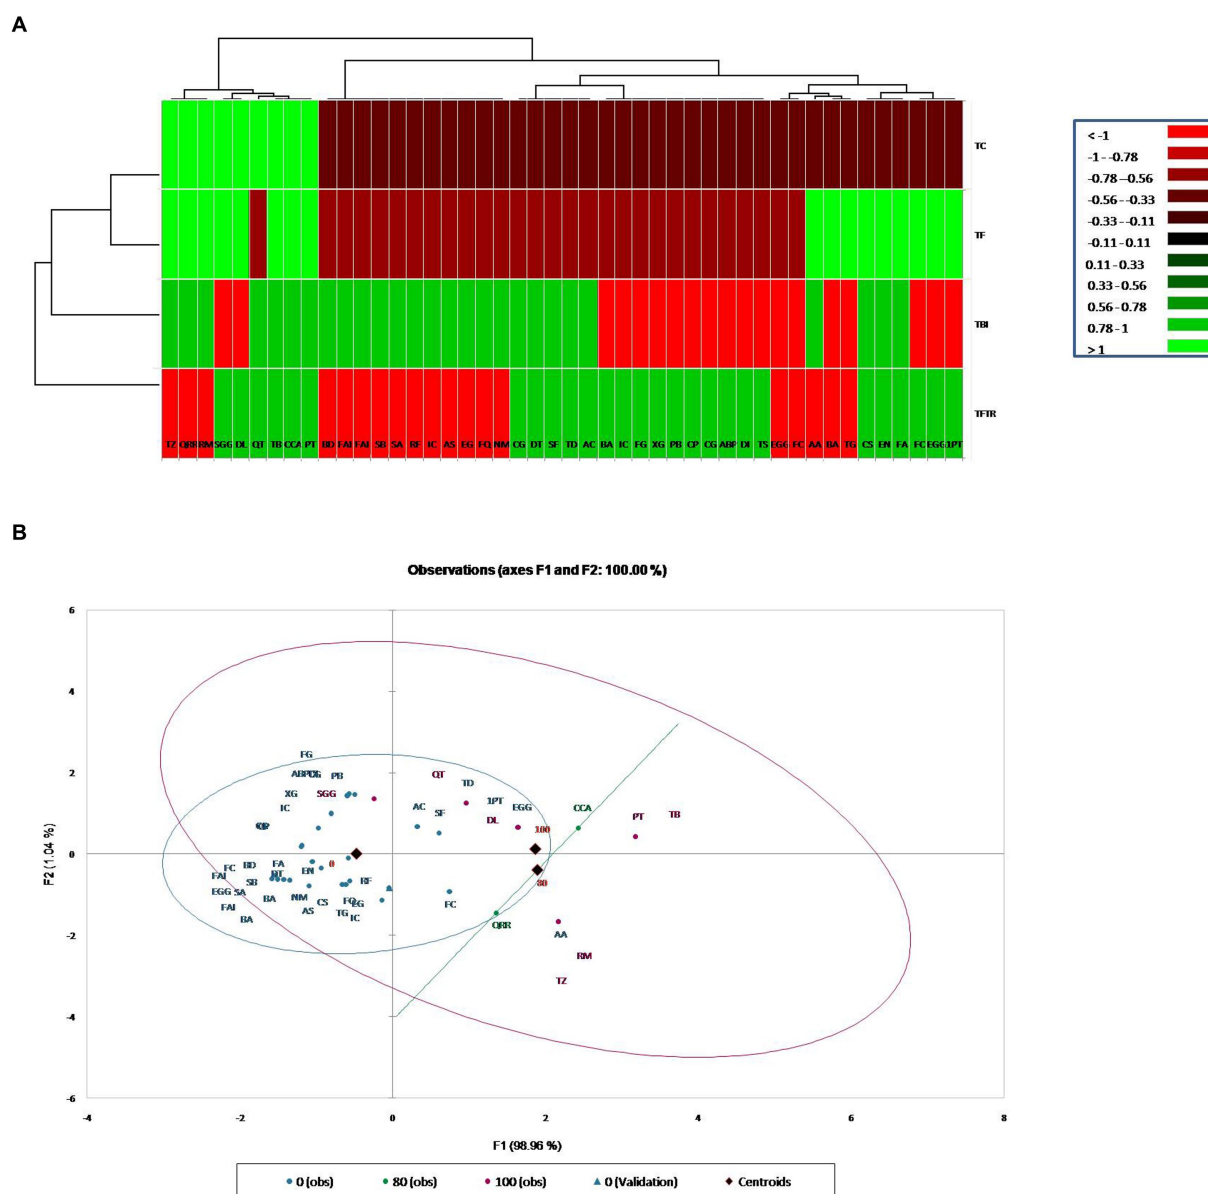 A
TC
TF
TBI
TFTR
TZ QRR RM SGG DL QT TB CCA PT BD FAI FAI SB SA RF IC AS EG FQ NM CG DT SF TD AC BA IC FG XG PB CP CG ABP DI TS EGG FC AA BA TG CS EN FA FC EGG 1PT
< -1
-1 --0.78
-0.78 --0.56
-0.56 --0.33
-0.33 --0.11
-0.11 - 0.11
0.11 - 0.33
0.33 - 0.56
0.56 - 0.78
0.78 - 1
> 1
B
Observations (axes F1 and F2: 100.00 %)
6
4
FG
2
ABP CG PB QT TD
XG SGG 1PT
IC AC SF EGG CCA PT TB
DL
100
0
0
FC BD FA EN
FAI SB DT RF 80
EGG SA BA NM CS FQ EG FC
FAI AS TG IC
BA QRR AA
-2
RM
TZ
-4
-6
-4 -2 0 2 4 6 8
F2 (1.04 %)
F1 (98.96 %)
0 (obs) 80 (obs) 100 (obs) 0 (Validation) Centroids